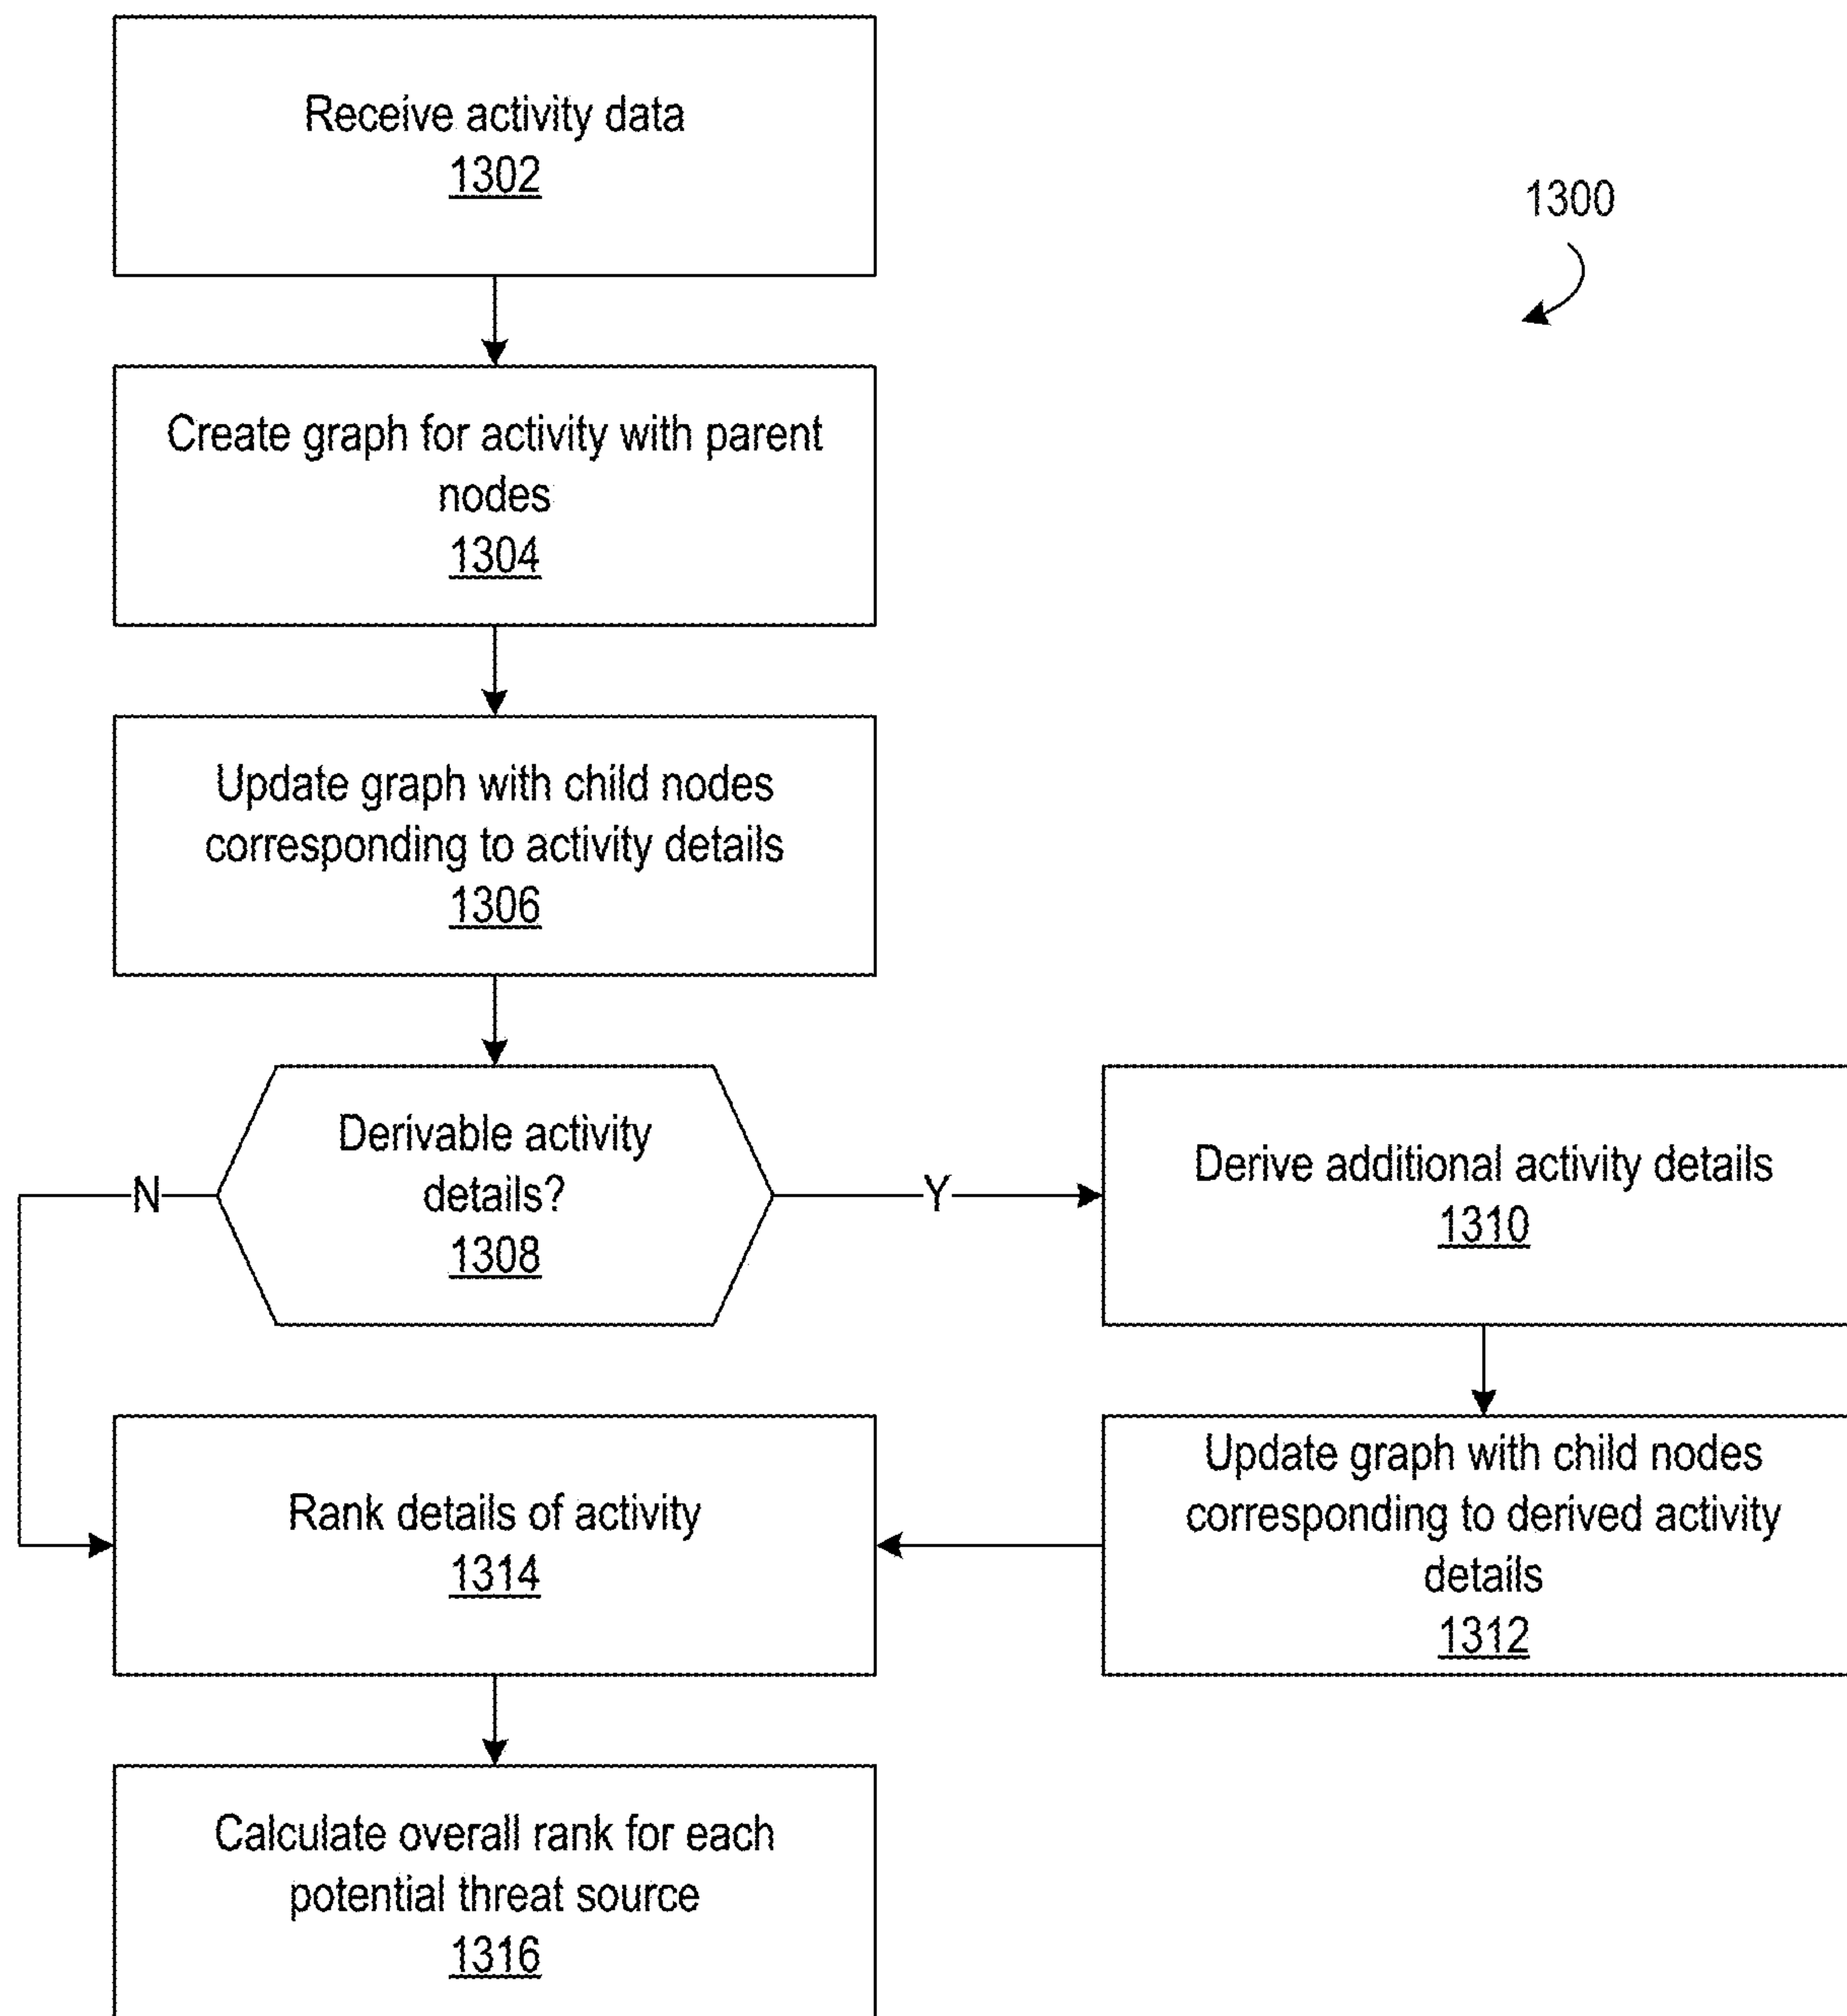 Receive activity data
1302
1300
Create graph for activity with parent
nodes
1304
Update graph with child nodes
corresponding to activity details
1306
Derivable activity
details?
1308
N
Y
Derive additional activity details
1310
Update graph with child nodes
corresponding to derived activity
details
1312
Rank details of activity
1314
Calculate overall rank for each
potential threat source
1316